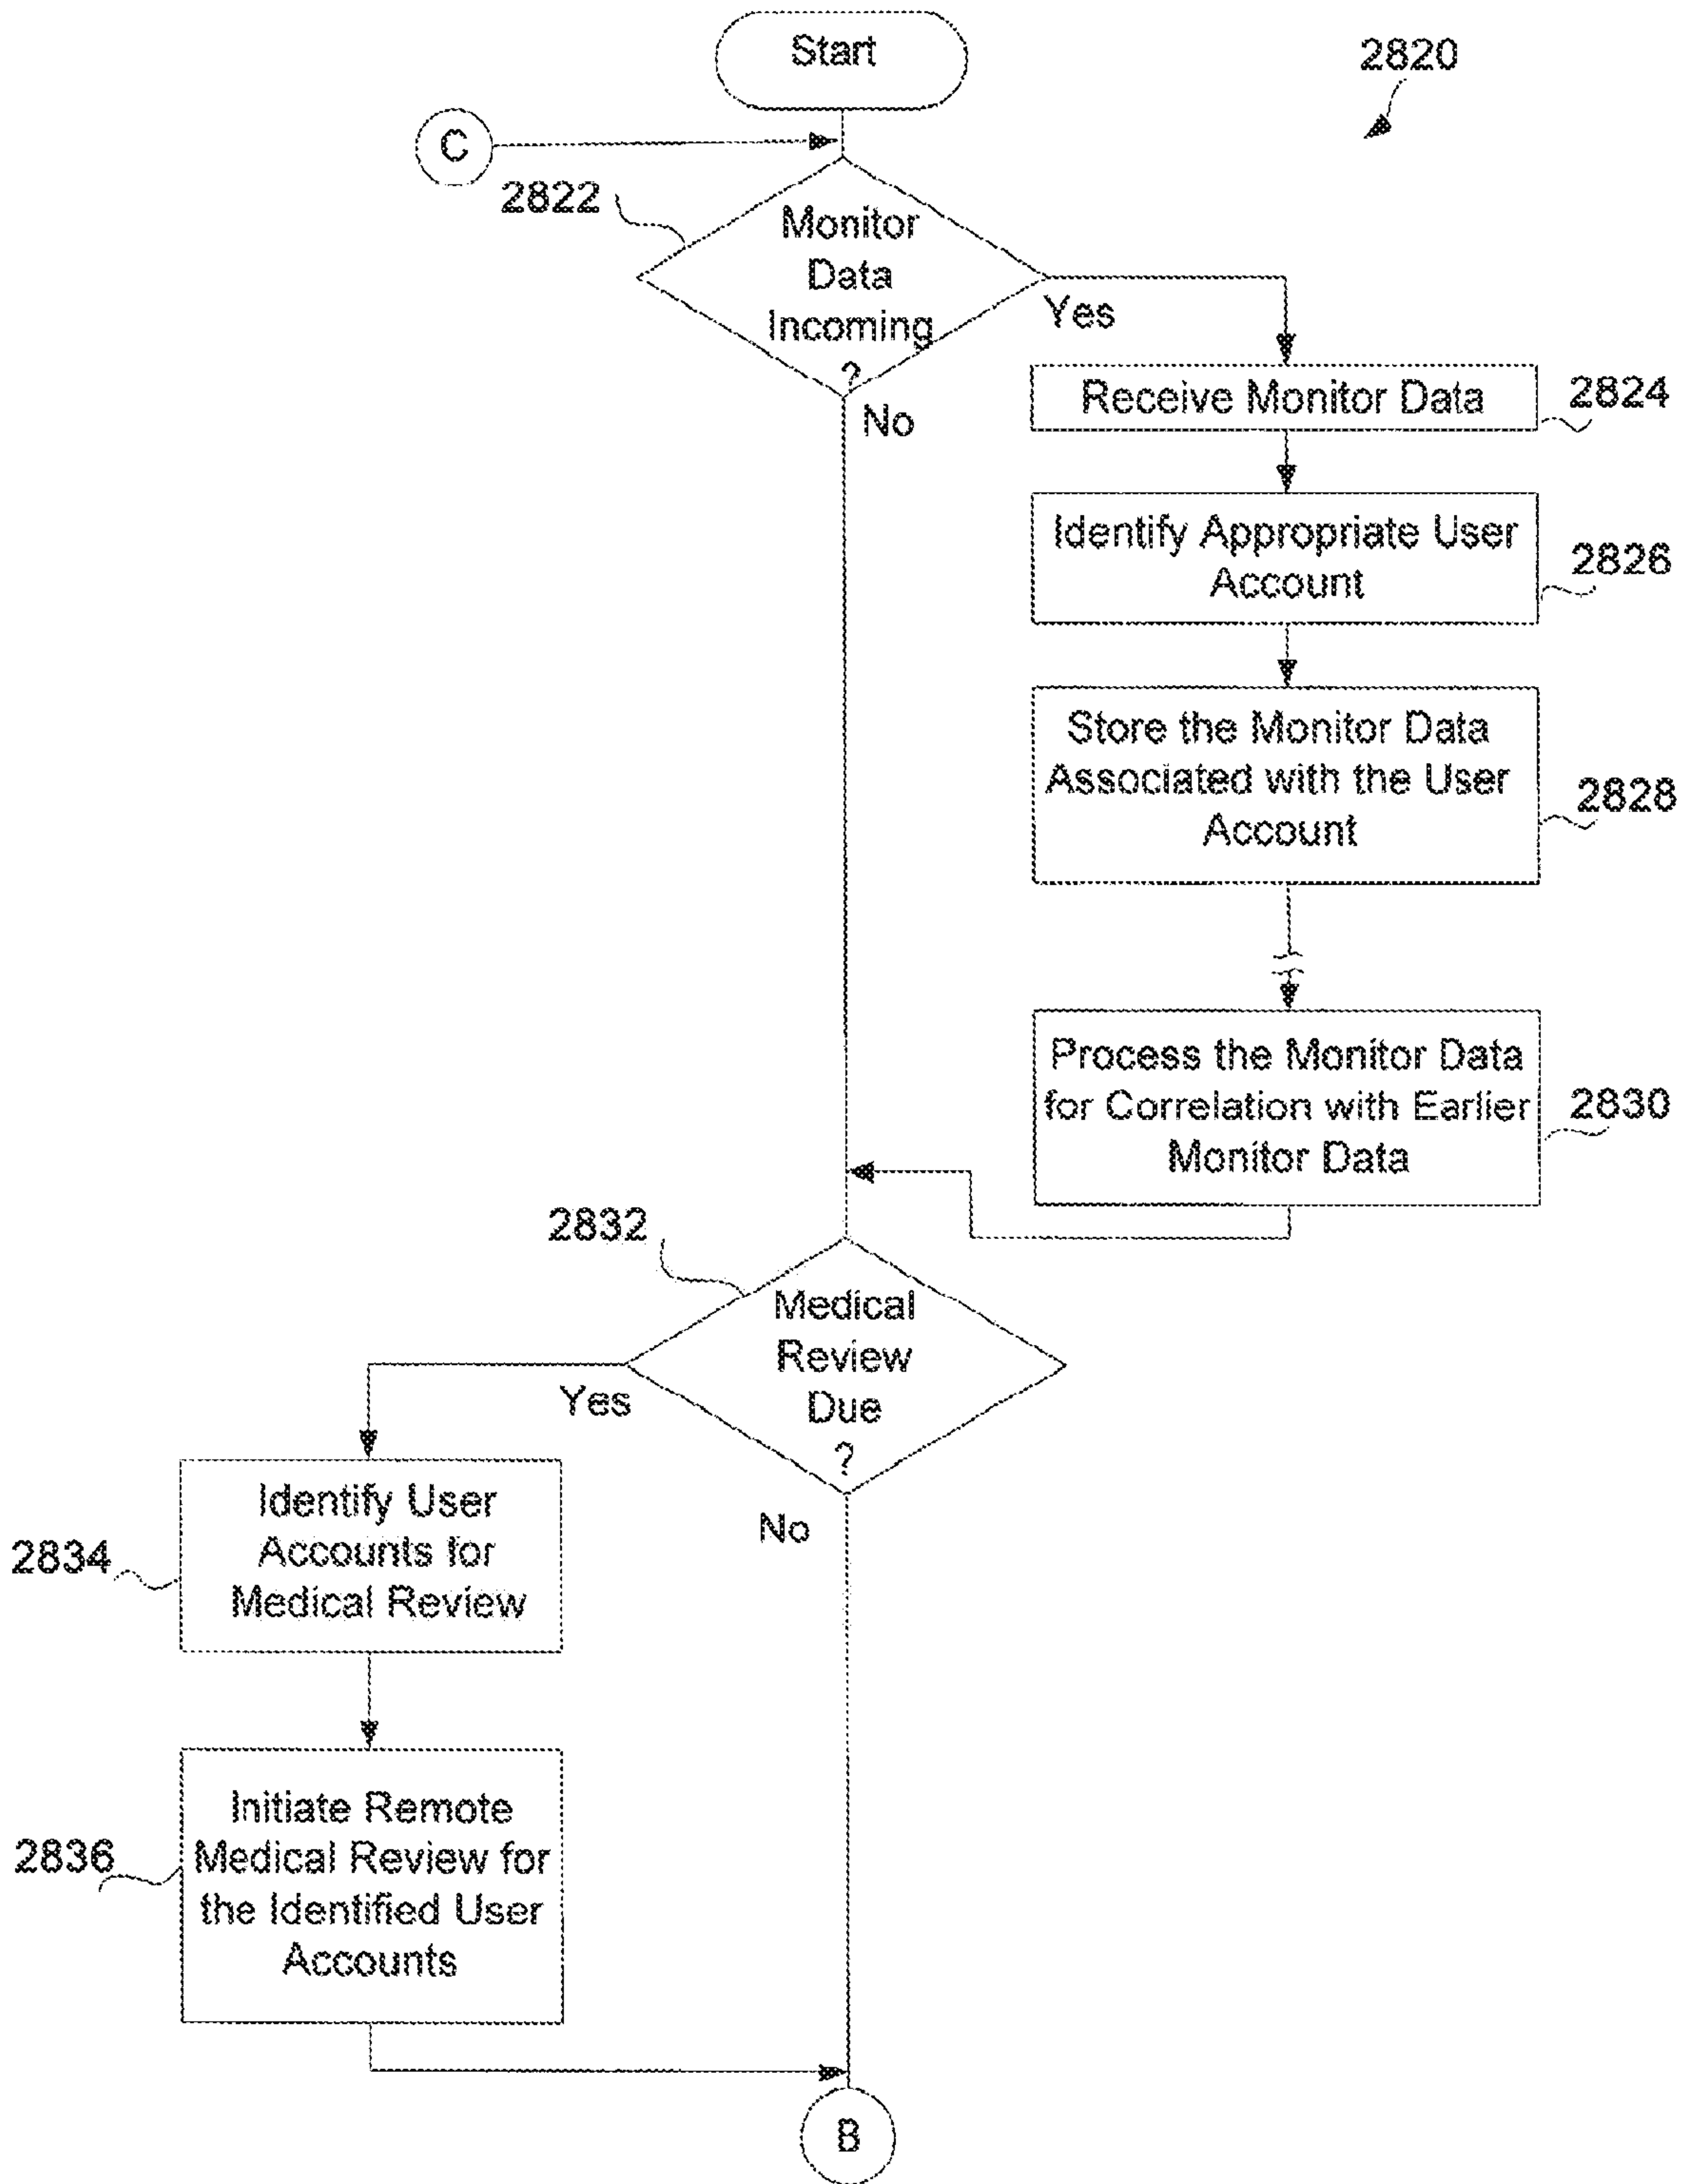 Start
2820
C
2822
Monitor
Data
Incoming
?
Yes
No
Receive Monitor Data
2824
Identify Appropriate User
Account
2826
Store the Monitor Data
Associated with the User
Account
2828
Process the Monitor Data
for Correlation with Earlier
Monitor Data
2830
2832
Medical
Review
Due
?
Yes
No
Identify User
Accounts for
Medical Review
2834
Initiate Remote
Medical Review for
the Identified User
Accounts
2836
B